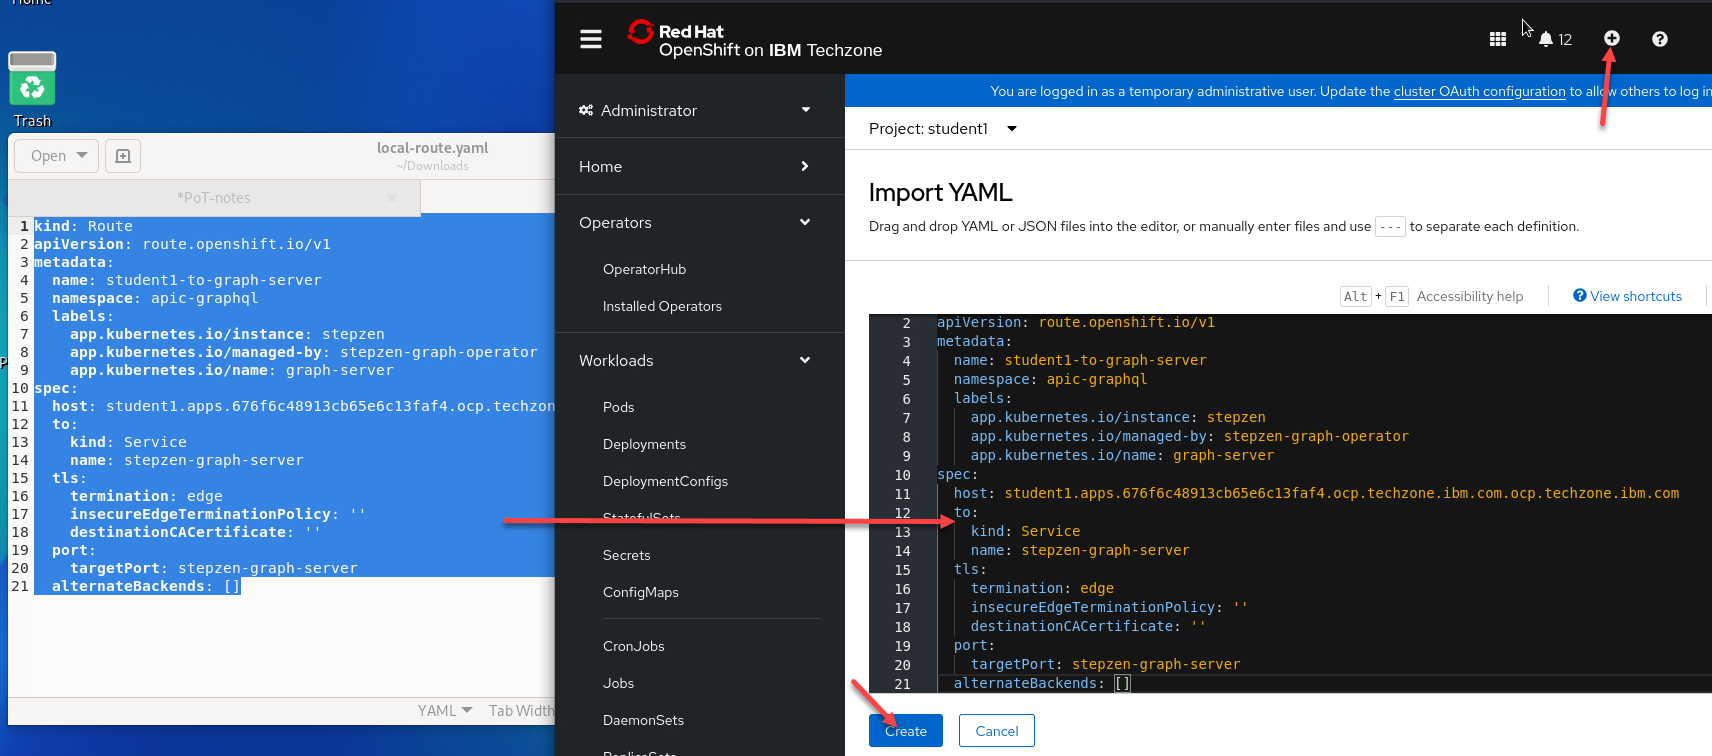 Home
Trash
Open
local-route.yaml
~/Downloads
*PoT-notes
1 kind: Route
2 apiVersion: route.openshift.io/v1
3 metadata:
4 name: student1-to-graph-server
5 namespace: apic-graphql
6 labels:
7 app.kubernetes.io/instance: stepzen
8 app.kubernetes.io/managed-by: stepzen-graph-operator
9 app.kubernetes.io/name: graph-server
10 spec:
11 host: student1.apps.676f6c48913cb65e6c13faf4.ocp.techzon
12 to:
13 kind: Service
14 name: stepzen-graph-server
15 tls:
16 termination: edge
17 insecureEdgeTerminationPolicy: ''
18 destinationCACertificate: ''
19 port:
20 targetPort: stepzen-graph-server
21 alternateBackends: []
YAML
Tab Width
P
Red Hat
OpenShift on IBM Techzone
12
Administrator
Home
Operators
OperatorHub
Installed Operators
Workloads
Pods
Deployments
DeploymentConfigs
StatefulSets
Secrets
ConfigMaps
CronJobs
Jobs
DaemonSets
ReplicaSets
You are logged in as a temporary administrative user. Update the cluster OAuth configuration to allow others to log in
Project: student1
Import YAML
Drag and drop YAML or JSON files into the editor, or manually enter files and use --- to separate each definition.
Alt + F1 Accessibility help
View shortcuts
2 apiVersion: route.openshift.io/v1
3 metadata:
4 name: student1-to-graph-server
5 namespace: apic-graphql
6 labels:
7 app.kubernetes.io/instance: stepzen
8 app.kubernetes.io/managed-by: stepzen-graph-operator
9 app.kubernetes.io/name: graph-server
10 spec:
11 host: student1.apps.676f6c48913cb65e6c13faf4.ocp.techzone.ibm.com.ocp.techzone.ibm.com
12 to:
13 kind: Service
14 name: stepzen-graph-server
15 tls:
16 termination: edge
17 insecureEdgeTerminationPolicy: ''
18 destinationCACertificate: ''
19 port:
20 targetPort: stepzen-graph-server
21 alternateBackends: []
Create
Cancel